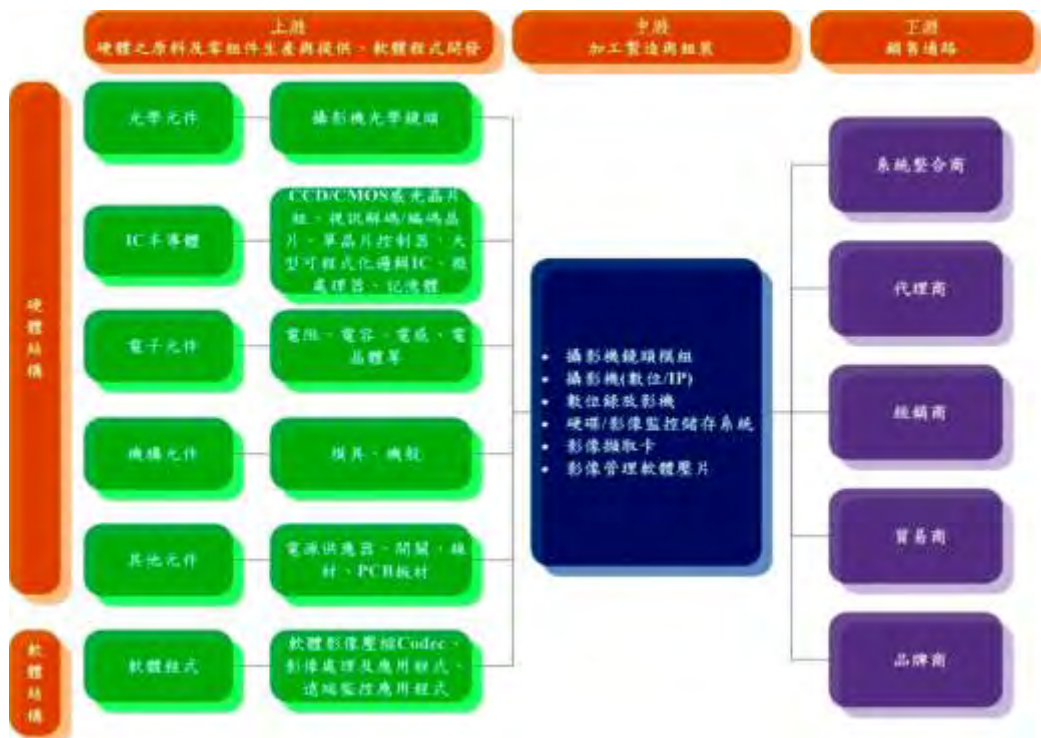 上游
硬體之原料及零組件生產與提供、軟體程式開發
中游
加工製造與組裝
下游
銷售通路
硬體結構
光學元件
攝影機光學鏡頭
IC半導體
CCD/CMOS感光晶片
組、視訊解碼/編碼晶
片、單晶片控制器、大
型可程式化邏輯IC、微
處理器、記憶體
電子元件
電阻、電容、電感、電
晶體單
機構元件
模具、機殼
其他元件
電源供應器、開關、線
材、PCB板材
軟體結構
軟體程式
軟體影像壓縮Codec、
影像處理及應用程式、
遠端監控應用程式
• 攝影機鏡頭模組
• 攝影機(數位/IP)
• 數位錄放影機
• 硬碟/影像監控儲存系統
• 影像擷取卡
• 影像管理軟體壓片
系統整合商
代理商
經銷商
貿易商
品牌商